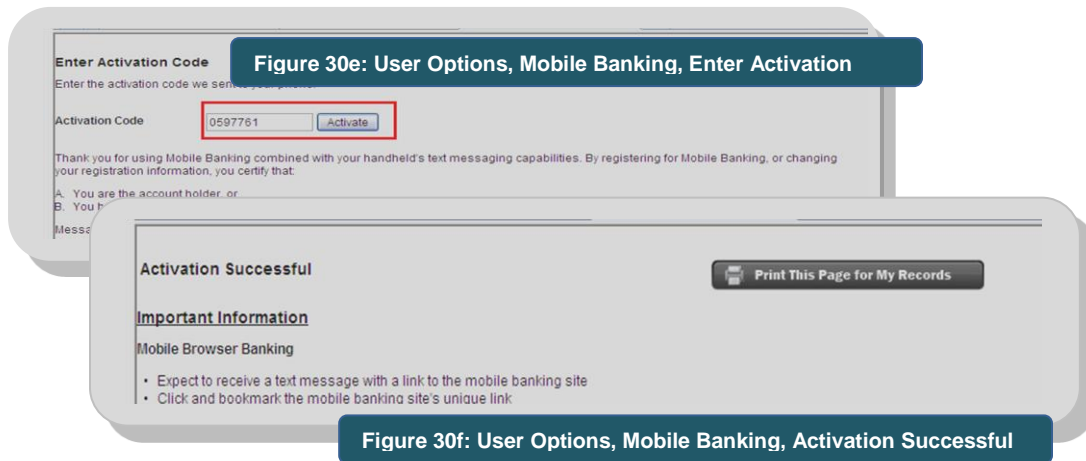 Enter Activation Code
Figure 30e: User Options, Mobile Banking, Enter Activation
Enter the activation code we sent to your phone.
Activation Code 0597761 Activate
Thank you for using Mobile Banking combined with your handheld's text messaging capabilities. By registering for Mobile Banking, or changing
your registration information, you certify that:
A. You are the account holder, or
B. You
Activation Successful
Print This Page for My Records
Important Information
Mobile Browser Banking
• Expect to receive a text message with a link to the mobile banking site
• Click and bookmark the mobile banking site's unique link
Figure 30f: User Options, Mobile Banking, Activation Successful